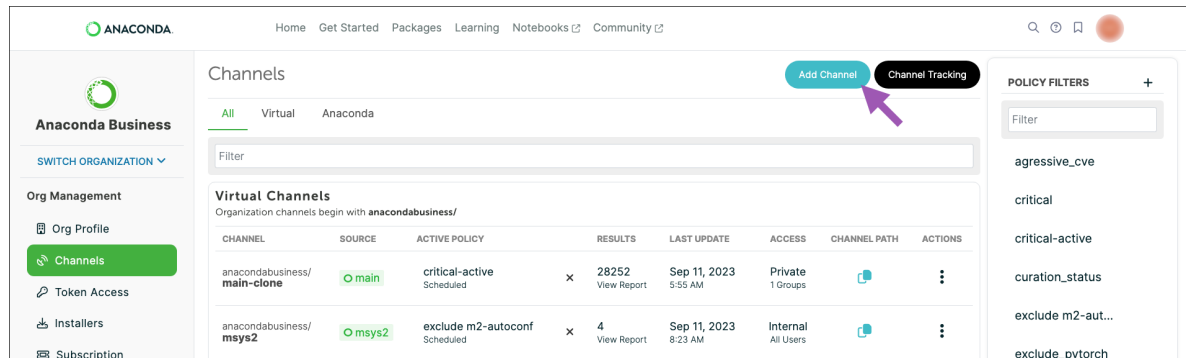 ANACONDA.
Home Get Started Packages Learning Notebooks Community
Anaconda Business
SWITCH ORGANIZATION
Org Management
Org Profile
Channels
Token Access
Installers
Subscription
Channels
Add Channel
Channel Tracking
All Virtual Anaconda
Filter
Virtual Channels
Organization channels begin with anacondabusiness/
CHANNEL SOURCE ACTIVE POLICY RESULTS LAST UPDATE ACCESS CHANNEL PATH ACTIONS
anacondabusiness/ main critical-active 28252 Sep 11, 2023 Private
main-clone Scheduled View Report 5:55 AM 1 Groups
anacondabusiness/ msys2 exclude m2-autoconf 4 Sep 11, 2023 Internal
msys2 Scheduled View Report 8:23 AM All Users
POLICY FILTERS +
Filter
agressive_cve
critical
critical-active
curation_status
exclude m2-aut...
exclude pytorch